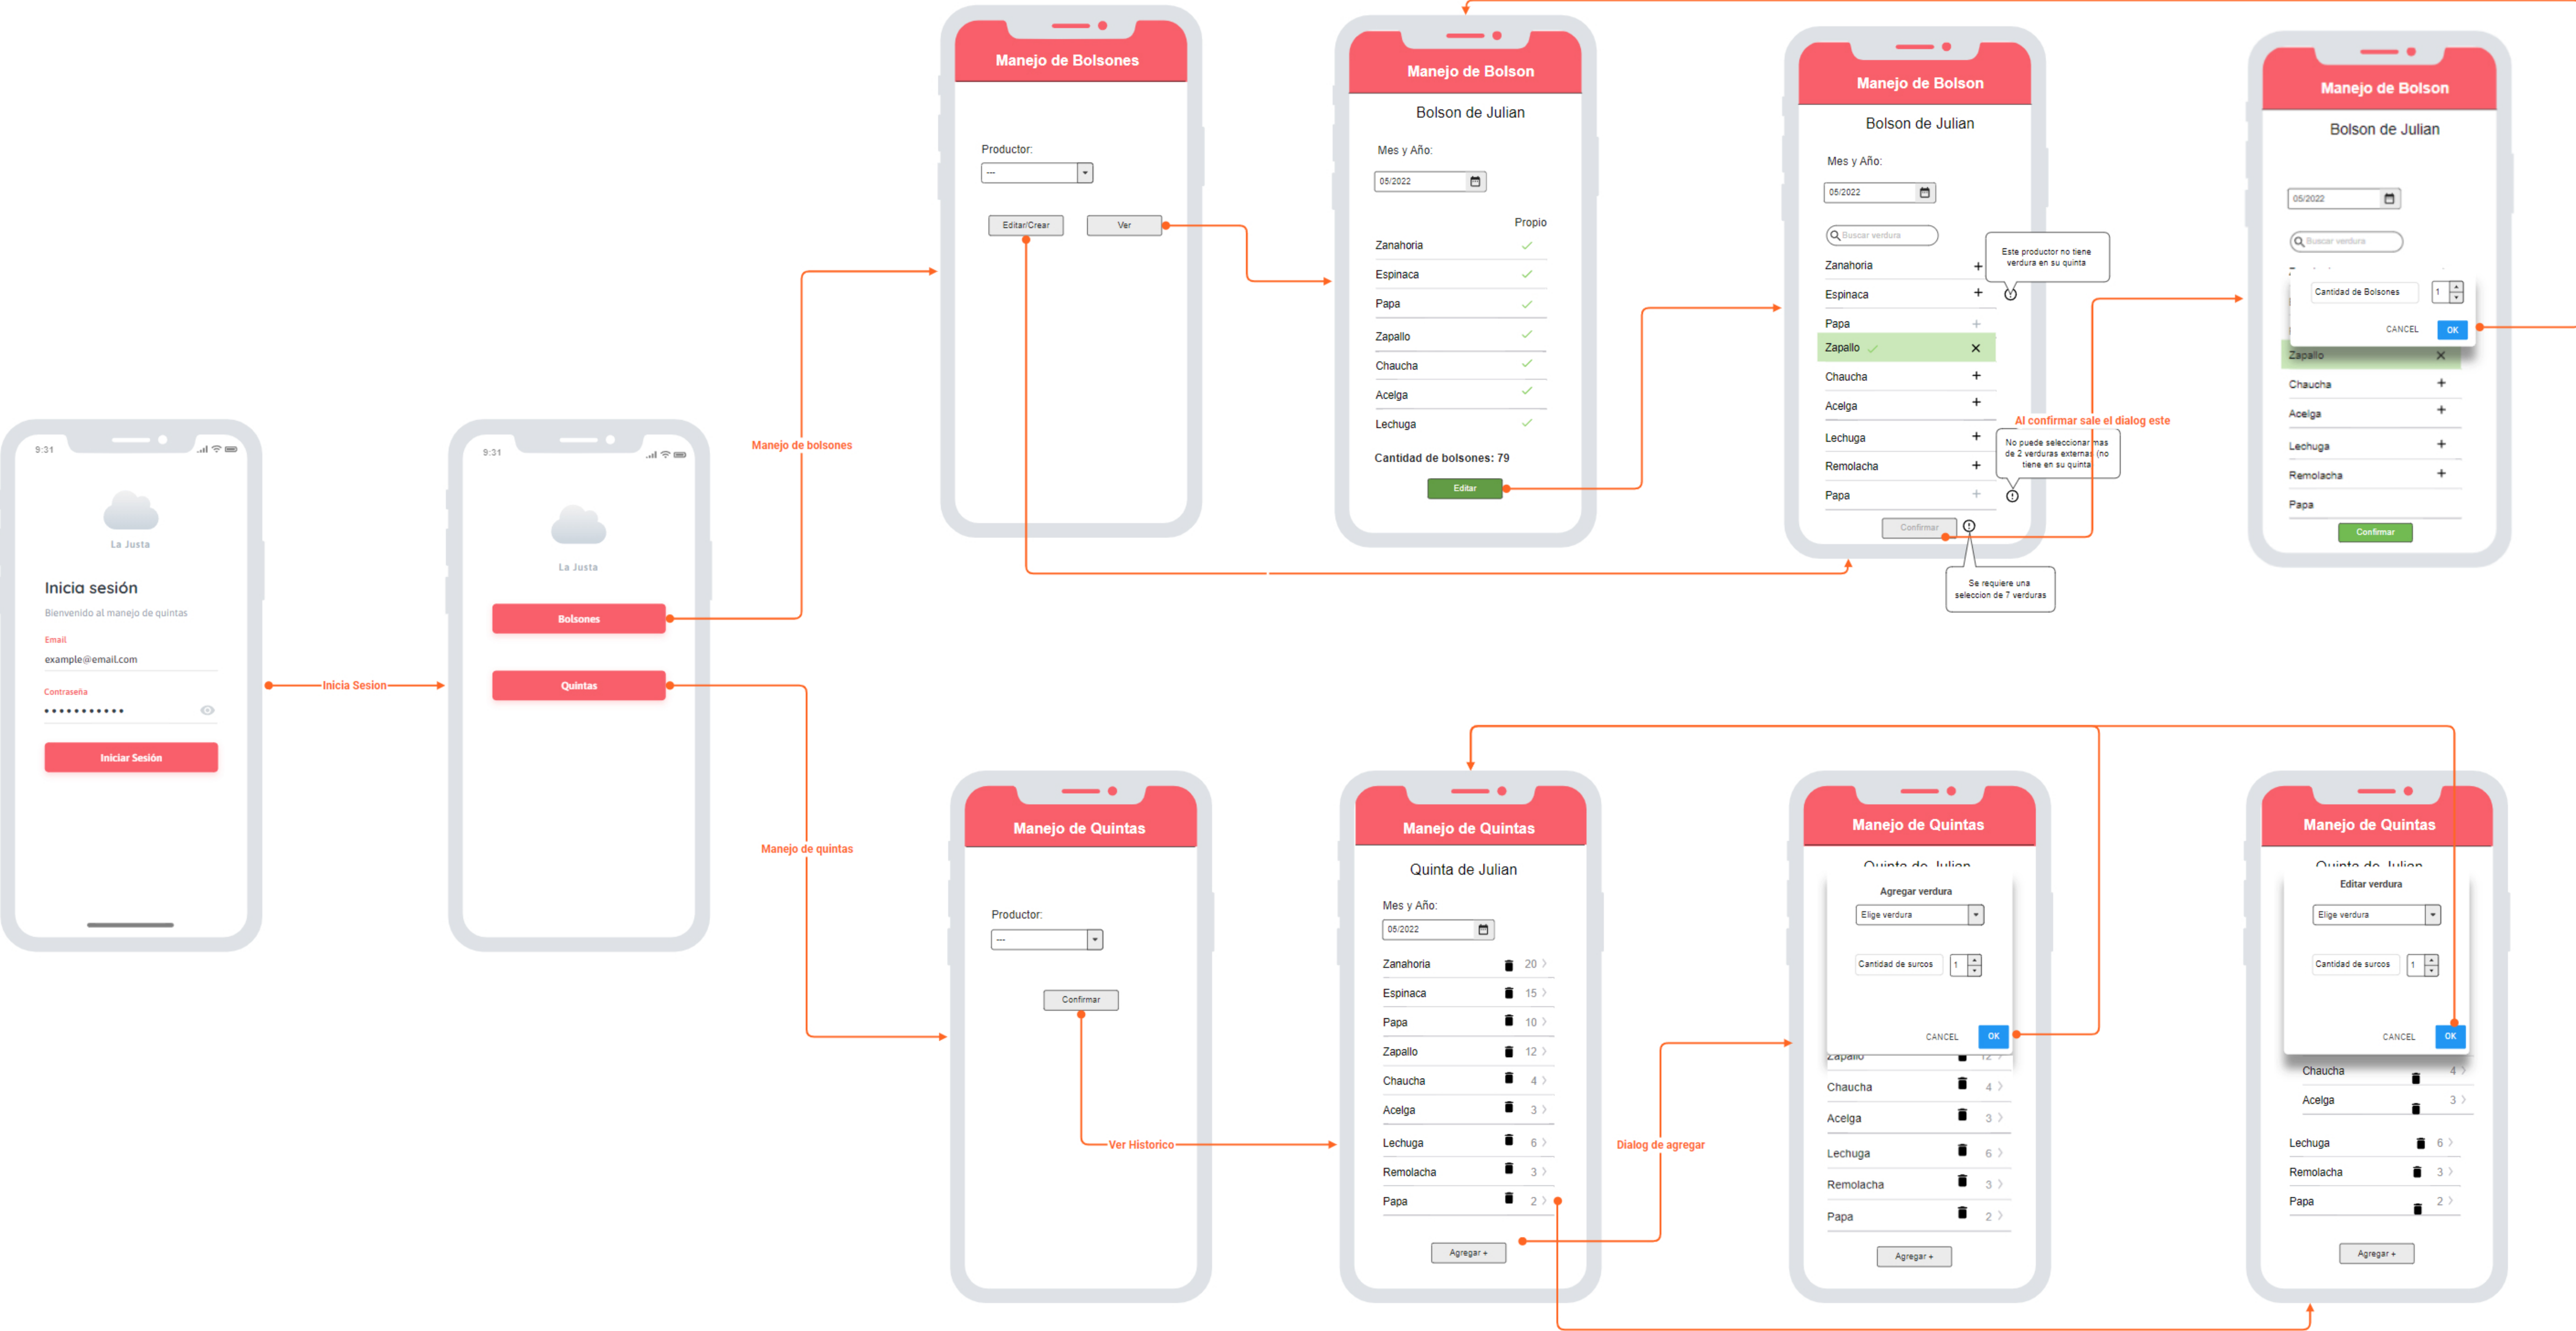 9:31
La Justa
Inicia sesión
Bienvenido al manejo de quintas
Email
example@email.com
Contraseña
Iniciar Sesión
Inicia Sesion
9:31
La Justa
Bolsones
Quintas
Manejo de bolsones
Manejo de quintas
Manejo de Bolsones
Productor:
---
Editar/Crear
Ver
Manejo de Bolson
Bolson de Julian
Mes y Año:
05/2022
Propio
Zanahoria
Espinaca
Papa
Zapallo
Chaucha
Acelga
Lechuga
Cantidad de bolsones: 79
Editar
Manejo de Bolson
Bolson de Julian
Mes y Año:
05/2022
Buscar verdura
Zanahoria +
Espinaca +
Papa +
Zapallo
Chaucha +
Acelga +
Lechuga +
Remolacha +
Papa +
Confirmar
Este productor no tiene
verdura en su quinta
Al confirmar sale el dialog este
No puede seleccionar mas
de 2 verduras externas (no
tiene en su quinta
Se requiere una
seleccion de 7 verduras
Manejo de Bolson
Bolson de Julian
05/2022
Buscar verdura
Cantidad de Bolsones 1
CANCEL OK
Zapallo
Chaucha +
Acelga +
Lechuga +
Remolacha +
Papa
Confirmar
Manejo de Quintas
Productor:
---
Confirmar
Ver Historico
Manejo de Quintas
Quinta de Julian
Mes y Año:
05/2022
Zanahoria 20
Espinaca 15
Papa 10
Zapallo 12
Chaucha 4
Acelga 3
Lechuga 6
Remolacha 3
Papa 2
Agregar +
Dialog de agregar
Manejo de Quintas
Quinta de Julian
Agregar verdura
Elige verdura
Cantidad de surcos 1
CANCEL OK
Zapallo 12
Chaucha 4
Acelga 3
Lechuga 6
Remolacha 3
Papa 2
Agregar +
Manejo de Quintas
Quinta de Julian
Editar verdura
Elige verdura
Cantidad de surcos 1
CANCEL OK
Chaucha 4
Acelga 3
Lechuga 6
Remolacha 3
Papa 2
Agregar +